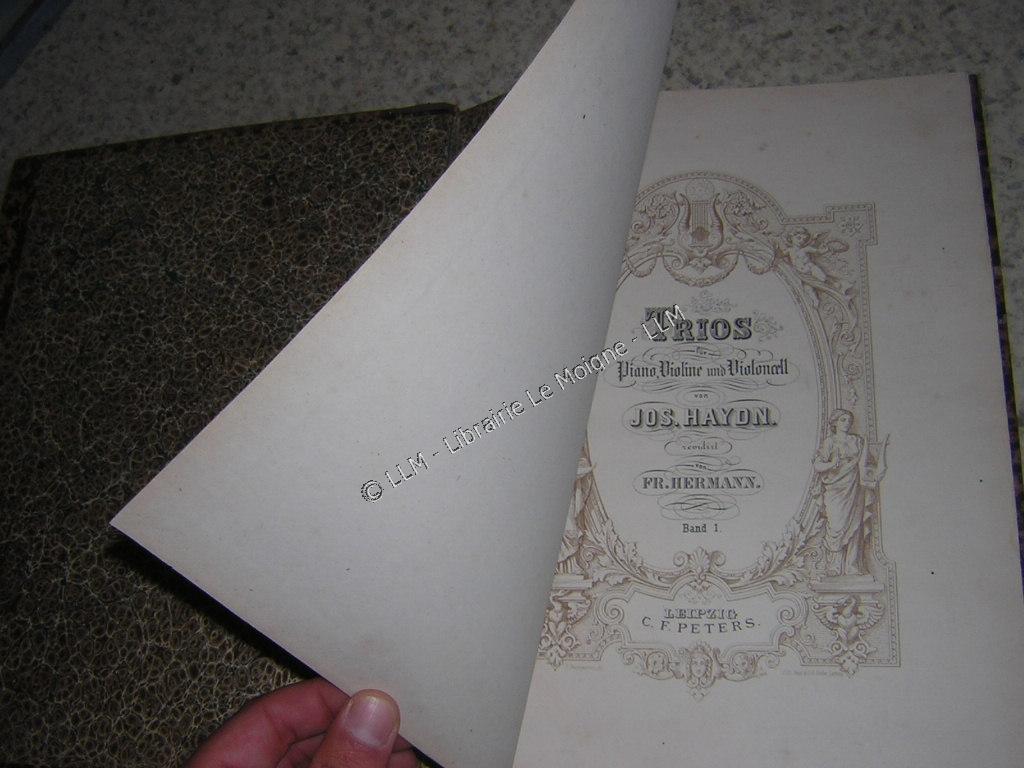 TRIOS
für
Piano, Violine und Violoncell
von
JOS. HAYDN.
revidirt
von
FR. HERMANN.
Band 1.
LEIPZIG
C. F. PETERS.
© LLM - Librairie Le Moigne - LLM